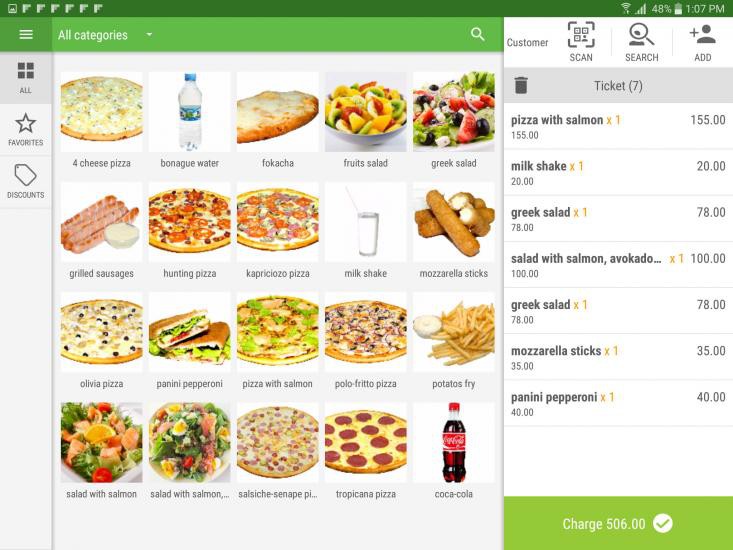 48% 1:07 PM
All categories
Customer
SCAN
SEARCH
ADD
ALL
FAVORITES
DISCOUNTS
4 cheese pizza
bonague water
fokacha
fruits salad
greek salad
grilled sausages
hunting pizza
kapriciozo pizza
milk shake
mozzarella sticks
olivia pizza
panini pepperoni
pizza with salmon
polo-fritto pizza
potatos fry
salad with salmon
salad with salmon,...
salsiche-senape pi...
tropicana pizza
coca-cola
Ticket (7)
pizza with salmon x 1 155.00
155.00
milk shake x 1 20.00
20.00
greek salad x 1 78.00
78.00
salad with salmon, avokado... x 1 100.00
100.00
greek salad x 1 78.00
78.00
mozzarella sticks x 1 35.00
35.00
panini pepperoni x 1 40.00
40.00
Charge 506.00